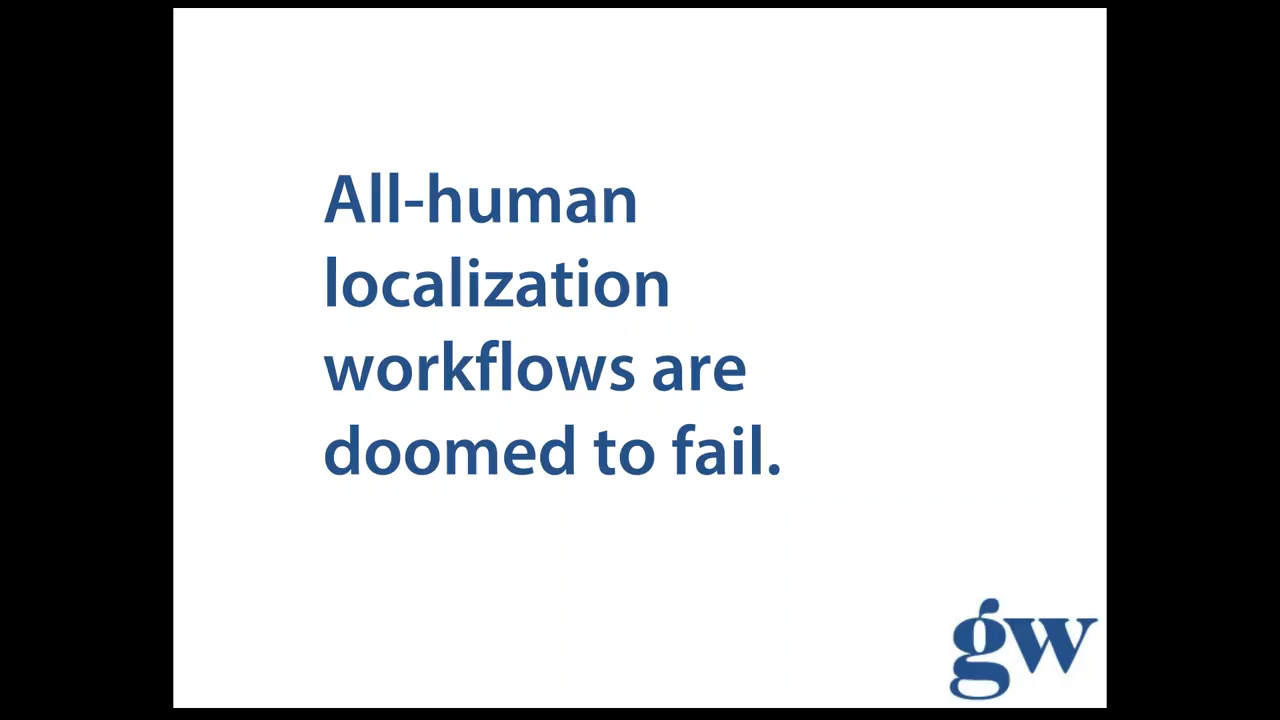 All-human
localization
workflows are
doomed to fail.
gw